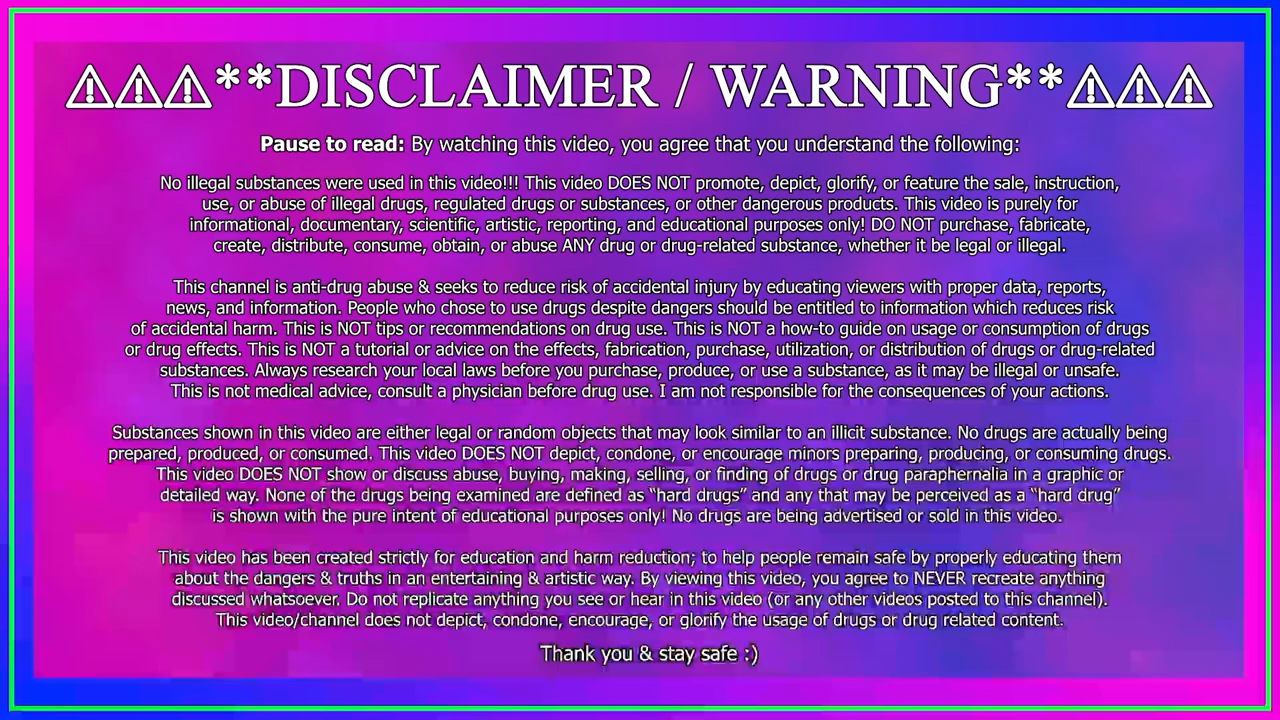 ⚠⚠⚠**DISCLAIMER / WARNING**⚠⚠⚠
Pause to read: By watching this video, you agree that you understand the following:
No illegal substances were used in this video!!! This video DOES NOT promote, depict, glorify, or feature the sale, instruction,
use, or abuse of illegal drugs, regulated drugs or substances, or other dangerous products. This video is purely for
informational, documentary, scientific, artistic, reporting, and educational purposes only! DO NOT purchase, fabricate,
create, distribute, consume, obtain, or abuse ANY drug or drug-related substance, whether it be legal or illegal.
This channel is anti-drug abuse & seeks to reduce risk of accidental injury by educating viewers with proper data, reports,
news, and information. People who chose to use drugs despite dangers should be entitled to information which reduces risk
of accidental harm. This is NOT tips or recommendations on drug use. This is NOT a how-to guide on usage or consumption of drugs
or drug effects. This is NOT a tutorial or advice on the effects, fabrication, purchase, utilization, or distribution of drugs or drug-related
substances. Always research your local laws before you purchase, produce, or use a substance, as it may be illegal or unsafe.
This is not medical advice, consult a physician before drug use. I am not responsible for the consequences of your actions.
Substances shown in this video are either legal or random objects that may look similar to an illicit substance. No drugs are actually being
prepared, produced, or consumed. This video DOES NOT depict, condone, or encourage minors preparing, producing, or consuming drugs.
This video DOES NOT show or discuss abuse, buying, making, selling, or finding of drugs or drug paraphernalia in a graphic or
detailed way. None of the drugs being examined are defined as “hard drugs” and any that may be perceived as a “hard drug”
is shown with the pure intent of educational purposes only! No drugs are being advertised or sold in this video.
This video has been created strictly for education and harm reduction; to help people remain safe by properly educating them
about the dangers & truths in an entertaining & artistic way. By viewing this video, you agree to NEVER recreate anything
discussed whatsoever. Do not replicate anything you see or hear in this video (or any other videos posted to this channel).
This video/channel does not depict, condone, encourage, or glorify the usage of drugs or drug related content.
Thank you & stay safe :)